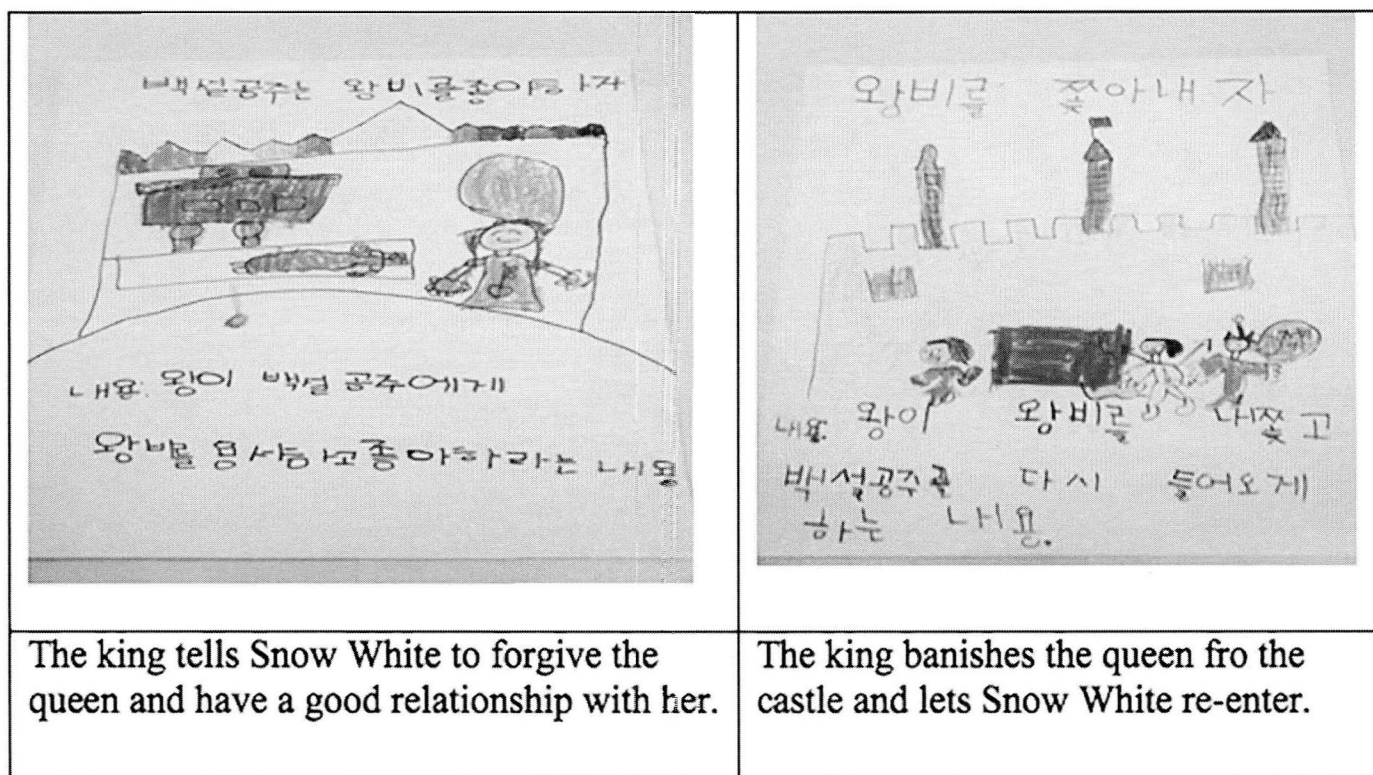 백설공주는 왕비를좋아하자
내용. 왕이 백설공주에게
왕비를 용서하고좋아하라는 내용
왕비를 쫓아내자
내용. 왕이 왕비를 내쫓고
백설공주를 다시 들어오게
하는 내용.
The king tells Snow White to forgive the
queen and have a good relationship with her.
The king banishes the queen fro the
castle and lets Snow White re-enter.